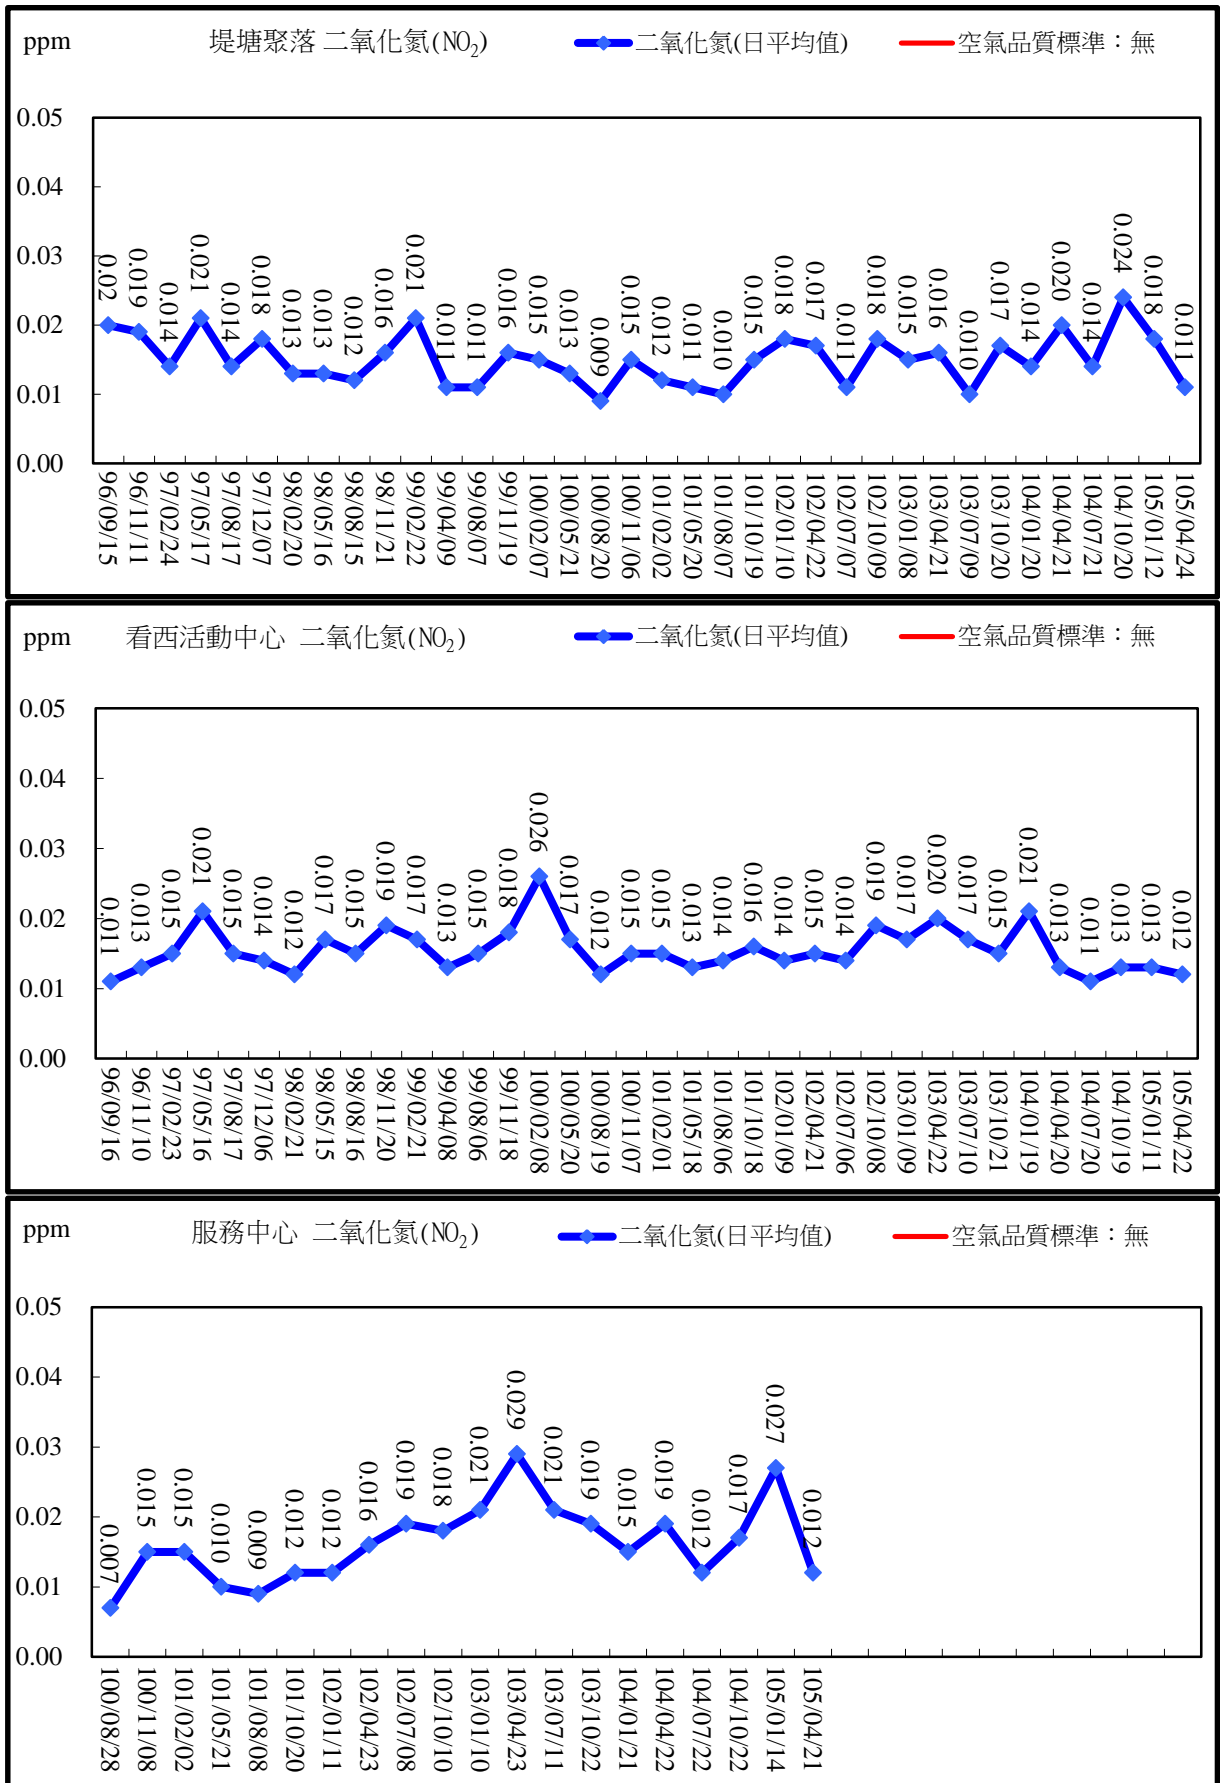 ppm 堤塘聚落 二氧化氮(NO2) 二氧化氮(日平均值) 空氣品質標準：無
0.05
0.04
0.03
0.02
0.01
0.00
0.02 0.019 0.014 0.021 0.014 0.018 0.013 0.013 0.012 0.016 0.021 0.011 0.011 0.016 0.015 0.013 0.009 0.015 0.012 0.011 0.010 0.015 0.018 0.017 0.011 0.018 0.015 0.016 0.010 0.017 0.014 0.020 0.014 0.024 0.018 0.011
96/09/15 96/11/11 97/02/24 97/05/17 97/08/17 97/12/07 98/02/20 98/05/16 98/08/15 98/11/21 99/02/22 99/04/09 99/08/07 99/11/19 100/02/07 100/05/21 100/08/20 100/11/06 101/02/02 101/05/20 101/08/07 101/10/19 102/01/10 102/04/22 102/07/07 102/10/09 103/01/08 103/04/21 103/07/09 103/10/20 104/01/20 104/04/21 104/07/21 104/10/20 105/01/12 105/04/24
ppm 看西活動中心 二氧化氮(NO2) 二氧化氮(日平均值) 空氣品質標準：無
0.05
0.04
0.03
0.02
0.01
0.00
0.011 0.013 0.015 0.021 0.015 0.014 0.012 0.017 0.015 0.019 0.017 0.013 0.015 0.018 0.026 0.017 0.012 0.015 0.015 0.013 0.014 0.016 0.014 0.015 0.014 0.019 0.017 0.020 0.017 0.015 0.021 0.013 0.011 0.013 0.013 0.012
96/09/16 96/11/10 97/02/23 97/05/16 97/08/17 97/12/06 98/02/21 98/05/15 98/08/16 98/11/20 99/02/21 99/04/08 99/08/06 99/11/18 100/02/08 100/05/20 100/08/19 100/11/07 101/02/01 101/05/18 101/08/06 101/10/18 102/01/09 102/04/21 102/07/06 102/10/08 103/01/09 103/04/22 103/07/10 103/10/21 104/01/19 104/04/20 104/07/20 104/10/19 105/01/11 105/04/22
ppm 服務中心 二氧化氮(NO2) 二氧化氮(日平均值) 空氣品質標準：無
0.05
0.04
0.03
0.02
0.01
0.00
0.007 0.015 0.015 0.010 0.009 0.012 0.012 0.016 0.019 0.018 0.021 0.029 0.021 0.019 0.015 0.019 0.012 0.017 0.027 0.012
100/08/28 100/11/08 101/02/02 101/05/21 101/08/08 101/10/20 102/01/11 102/04/23 102/07/08 102/10/10 103/01/10 103/04/23 103/07/11 103/10/22 104/01/21 104/04/22 104/07/22 104/10/22 105/01/14 105/04/21